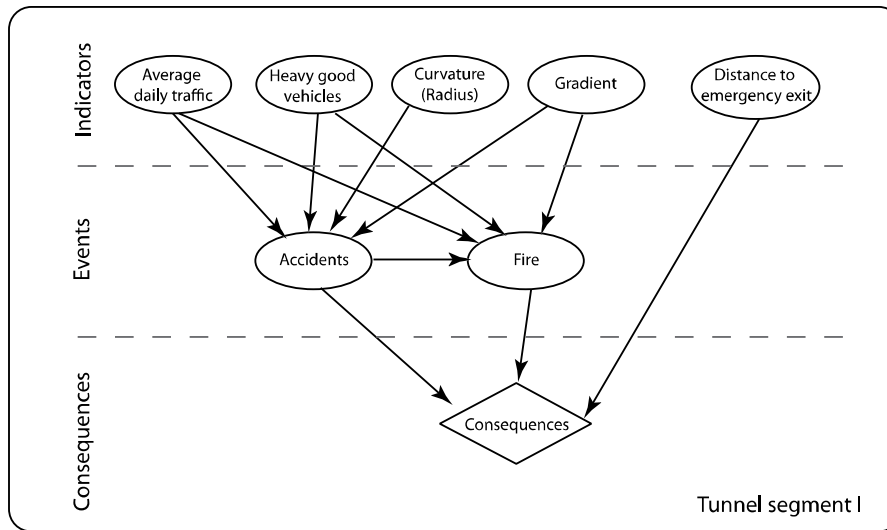 Indicators
Average
daily traffic
Heavy good
vehicles
Curvature
(Radius)
Gradient
Distance to
emergency exit
Events
Accidents
Fire
Consequences
Consequences
Tunnel segment I